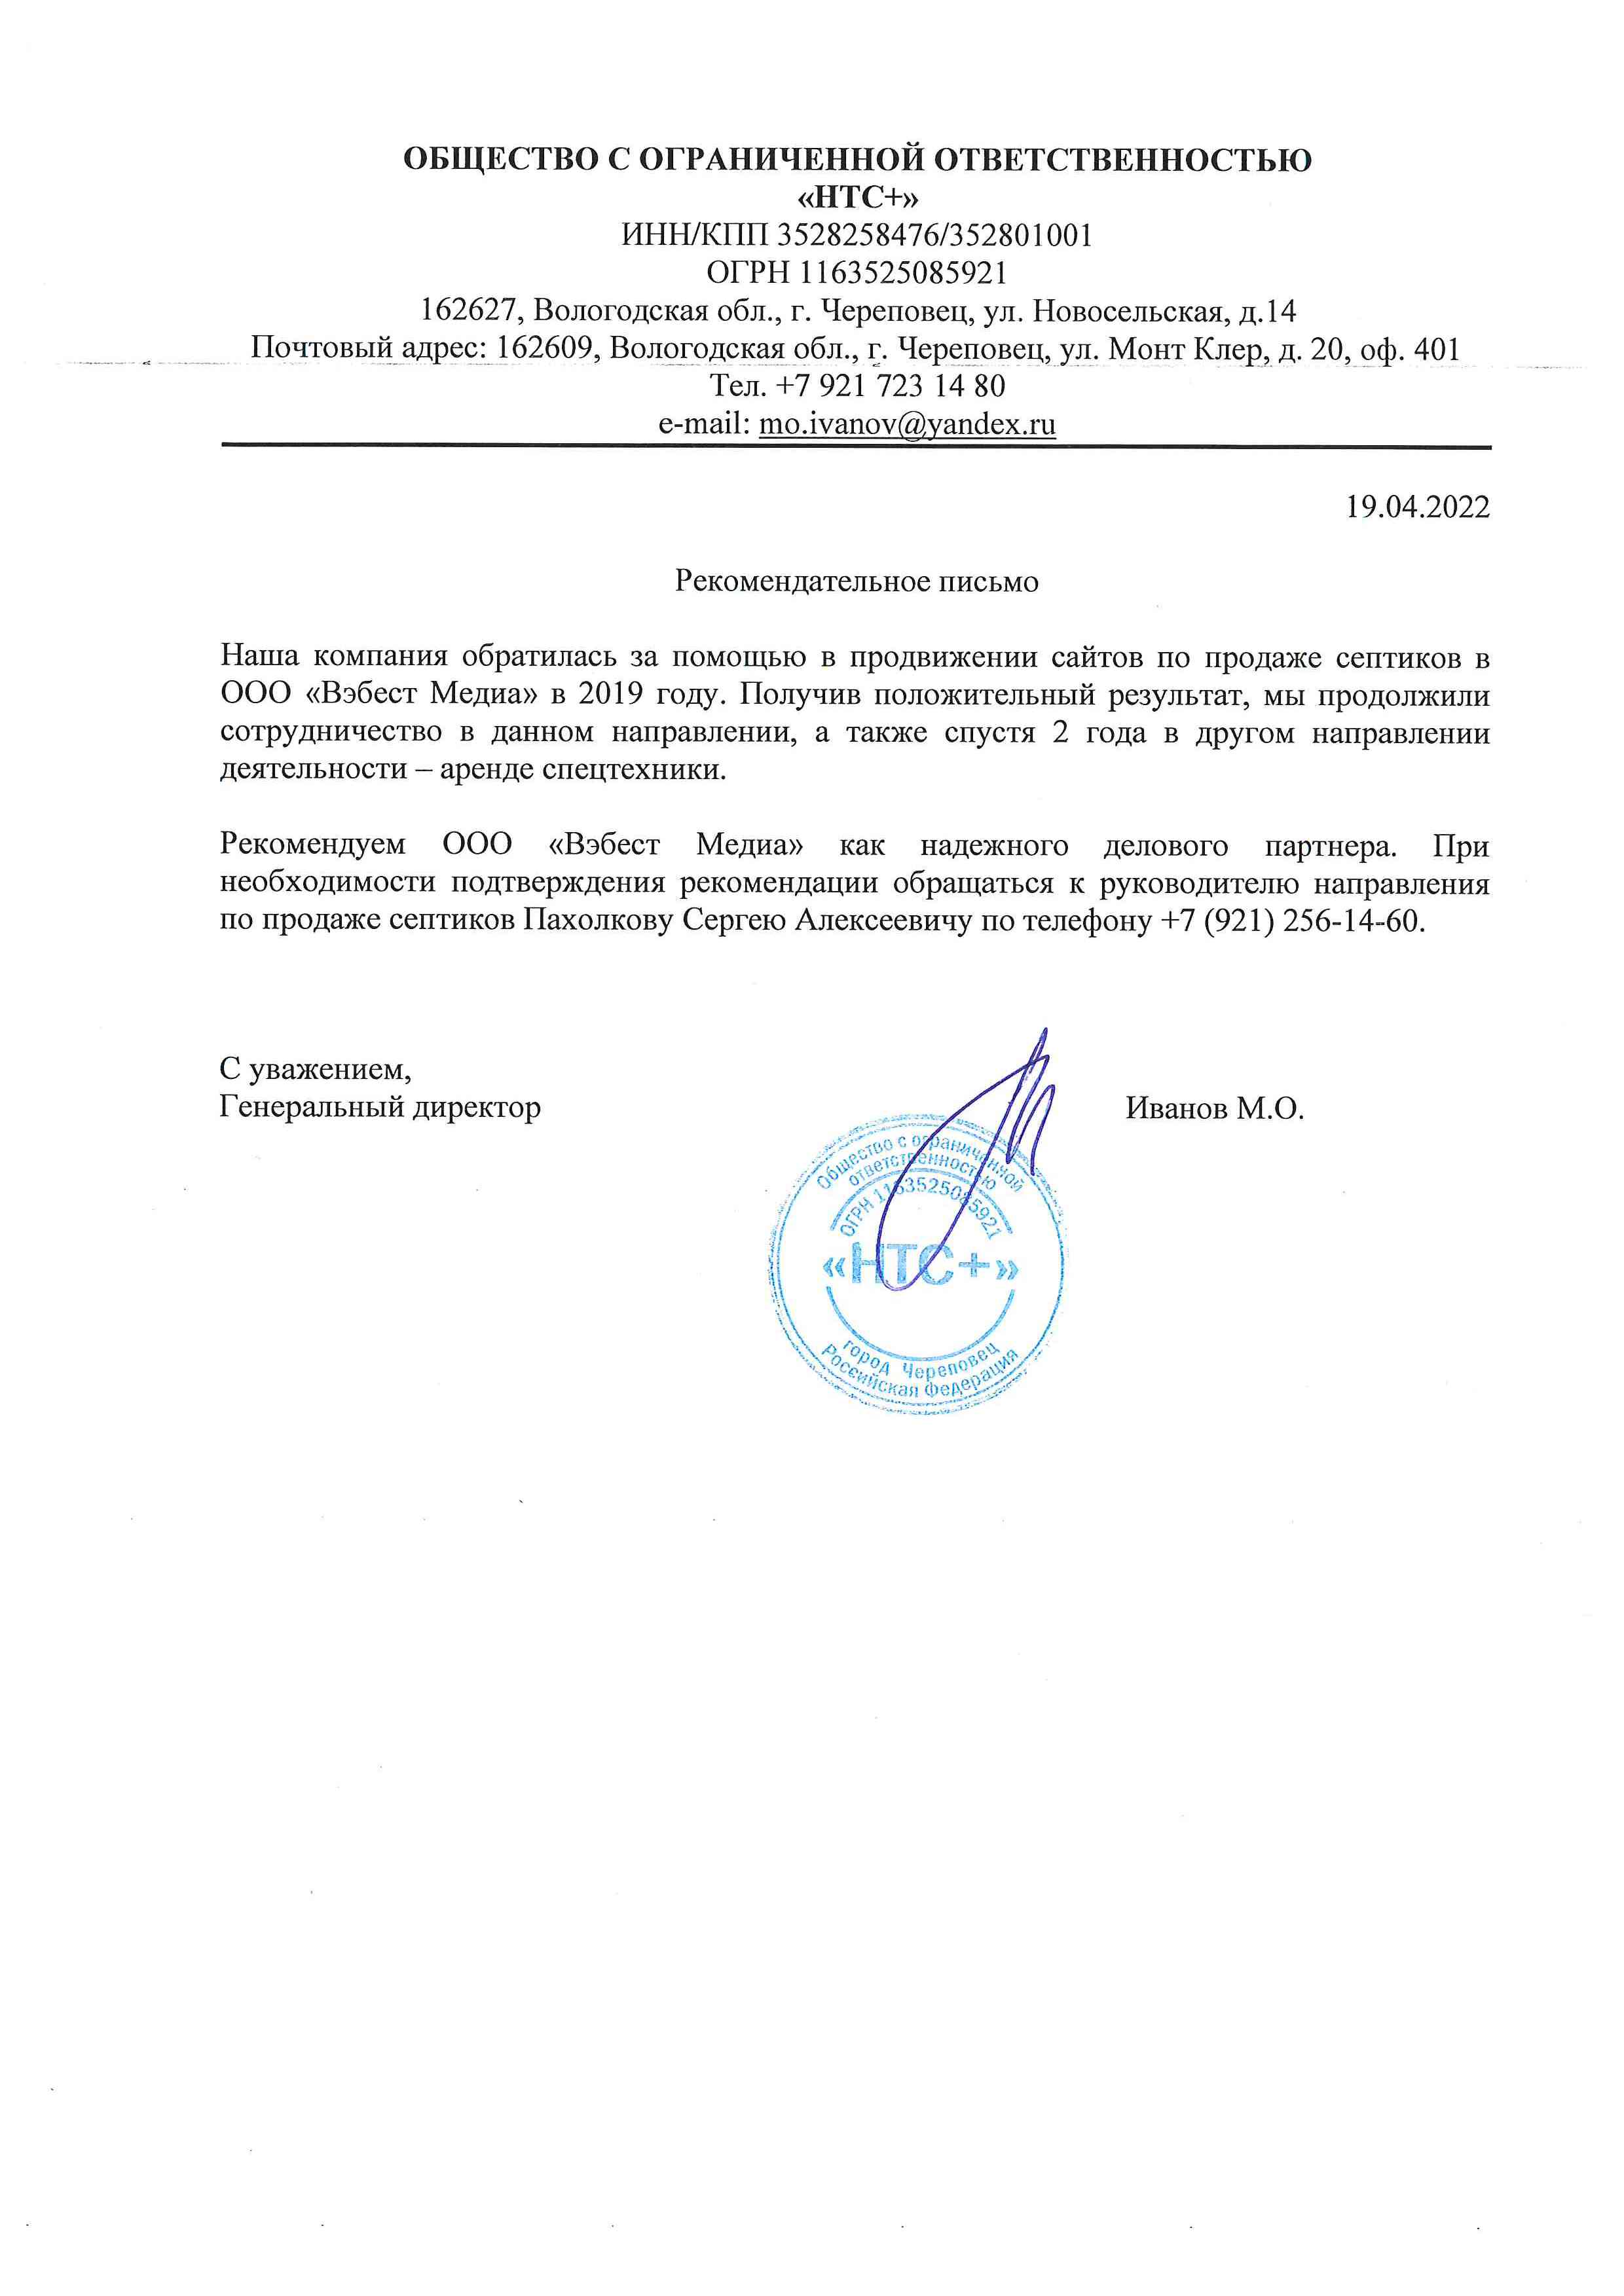 ОБЩЕСТВО С ОГРАНИЧЕННОЙ ОТВЕТСТВЕННОСТЬЮ
«НТС+»
ИНН/КПП 3528258476/352801001
ОГРН 1163525085921
162627, Вологодская обл., г. Череповец, ул. Новосельская, д.14
Почтовый адрес: 162609, Вологодская обл., г. Череповец, ул. Монт Клер, д. 20, оф. 401
Тел. +7 921 723 14 80
e-mail: mo.ivanov@yandex.ru
19.04.2022
Рекомендательное письмо
Наша компания обратилась за помощью в продвижении сайтов по продаже септиков в
ООО «Вэбест Медиа» в 2019 году. Получив положительный результат, мы продолжили
сотрудничество в данном направлении, а также спустя 2 года в другом направлении
деятельности – аренде спецтехники.
Рекомендуем ООО «Вэбест Медиа» как надежного делового партнера. При
необходимости подтверждения рекомендации обращаться к руководителю направления
по продаже септиков Пахолкову Сергею Алексеевичу по телефону +7 (921) 256-14-60.
С уважением,
Генеральный директор Иванов М.О.
Общество с ограниченной
ответственностью
ОГРН 1163525085921
«НТС+»
город Череповец
Российская Федерация